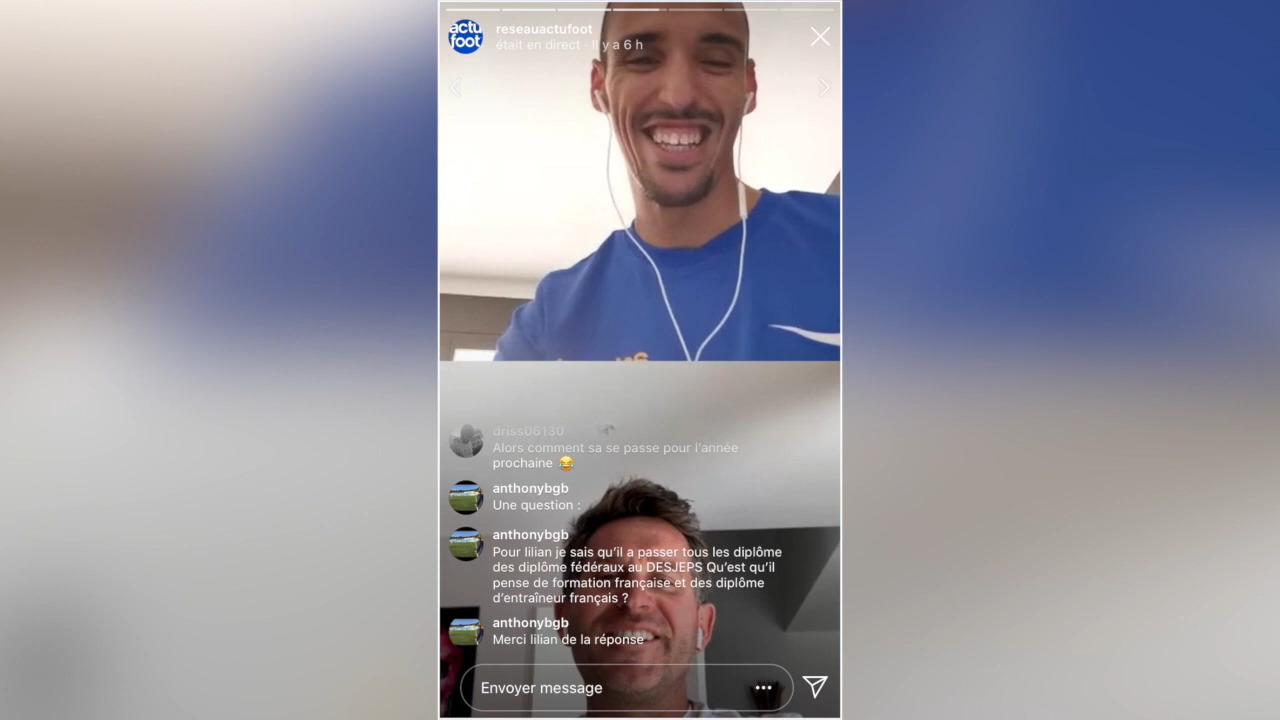 actu
foot
reseauactufoot
était en direct · Il y a 6 h
driss06130
Alors comment sa se passe pour l'année
prochaine 😂
anthonybgb
Une question :
anthonybgb
Pour lilian je sais qu'il a passer tous les diplôme
des diplôme fédéraux au DESJEPS Qu'est qu'il
pense de formation française et des diplôme
d'entraîneur français ?
anthonybgb
Merci lilian de la réponse
Envoyer message